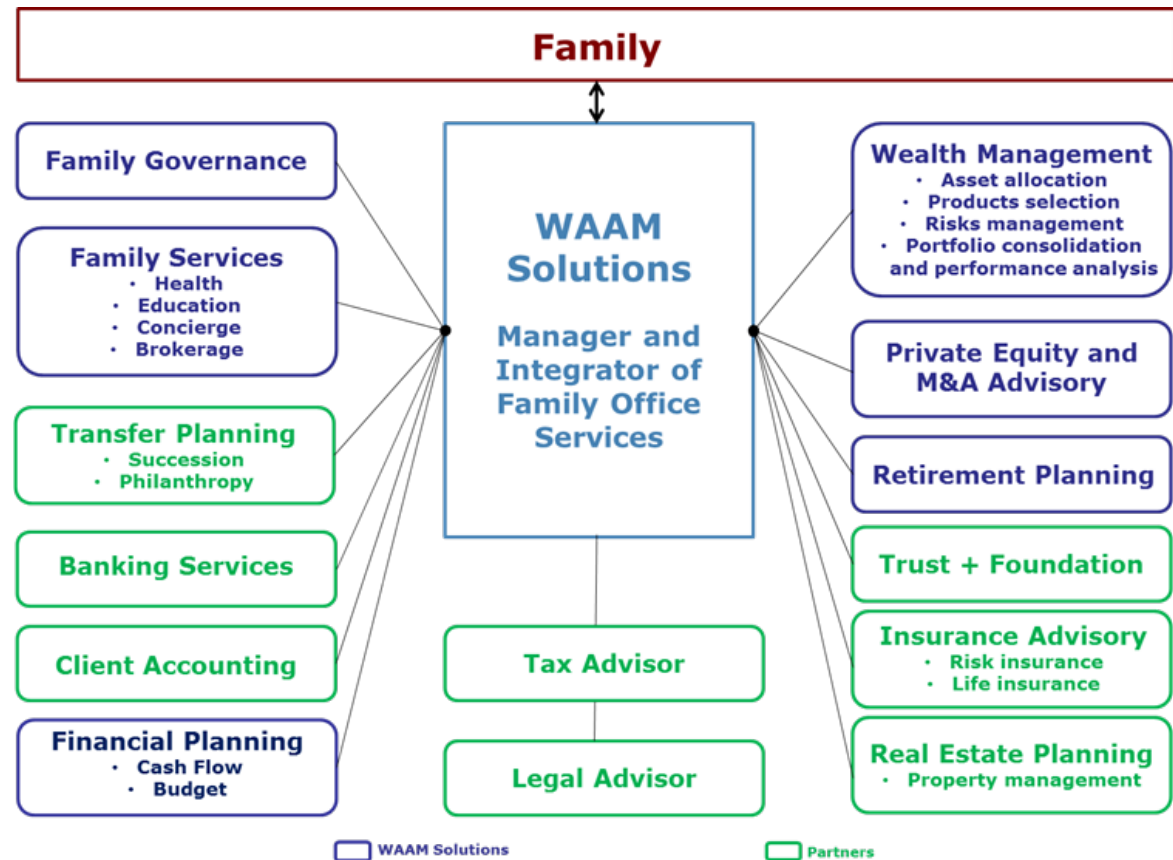 Family
WAAM
Solutions
Manager and
Integrator of
Family Office
Services
Family Governance
Family Services
• Health
• Education
• Concierge
• Brokerage
Transfer Planning
• Succession
• Philanthropy
Banking Services
Client Accounting
Financial Planning
• Cash Flow
• Budget
Tax Advisor
Legal Advisor
Wealth Management
• Asset allocation
• Products selection
• Risks management
• Portfolio consolidation
and performance analysis
Private Equity and
M&A Advisory
Retirement Planning
Trust + Foundation
Insurance Advisory
• Risk insurance
• Life insurance
Real Estate Planning
• Property management
WAAM Solutions
Partners